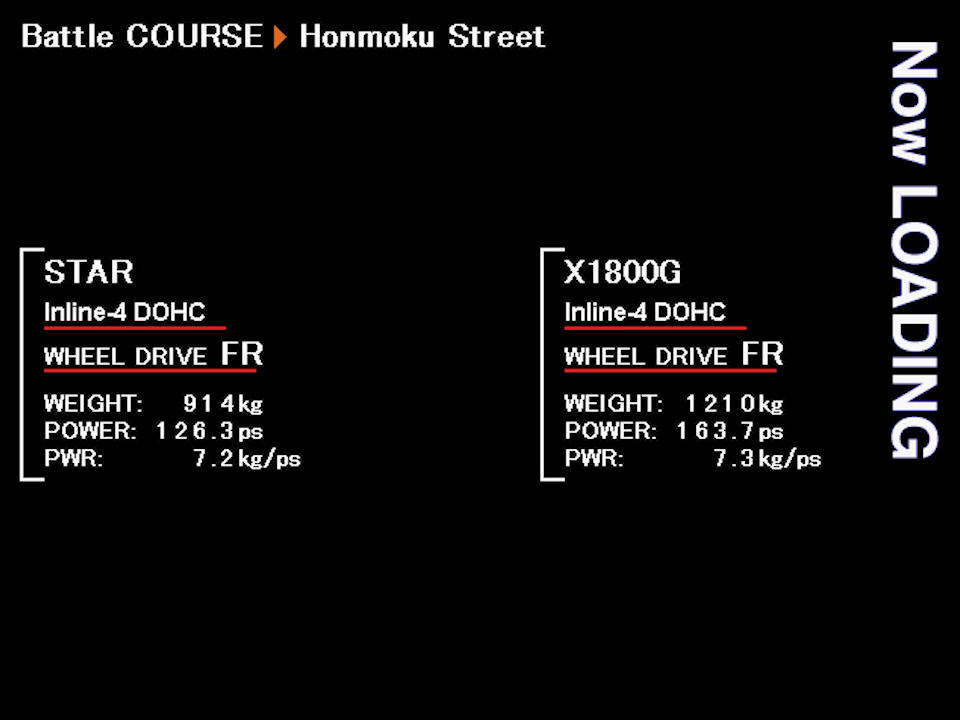 Battle COURSE Honmoku Street
Now LOADING
STAR
Inline-4 DOHC
WHEEL DRIVE FR
WEIGHT: 914kg
POWER: 126.3ps
PWR: 7.2kg/ps
X1800G
Inline-4 DOHC
WHEEL DRIVE FR
WEIGHT: 1210kg
POWER: 163.7ps
PWR: 7.3kg/ps